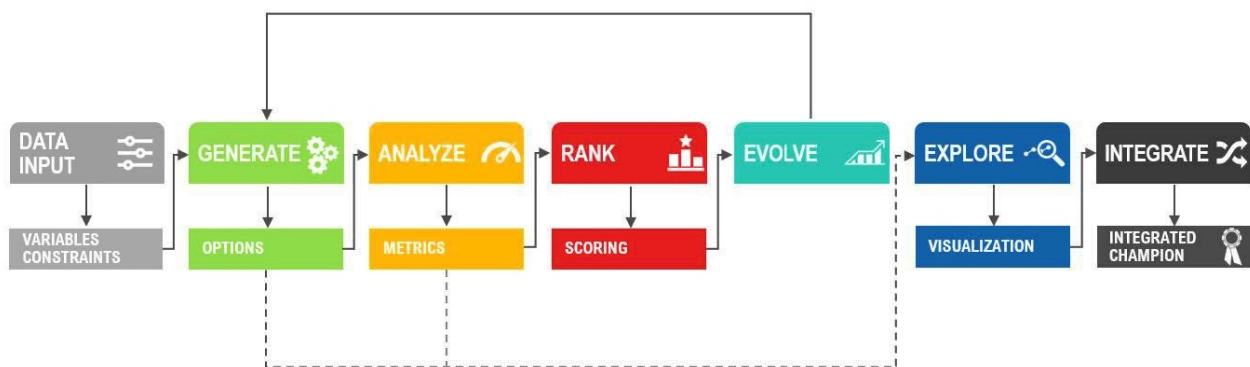 DATA
INPUT
GENERATE
ANALYZE
RANK
EVOLVE
EXPLORE
INTEGRATE
VARIABLES
CONSTRAINTS
OPTIONS
METRICS
SCORING
VISUALIZATION
INTEGRATED
CHAMPION